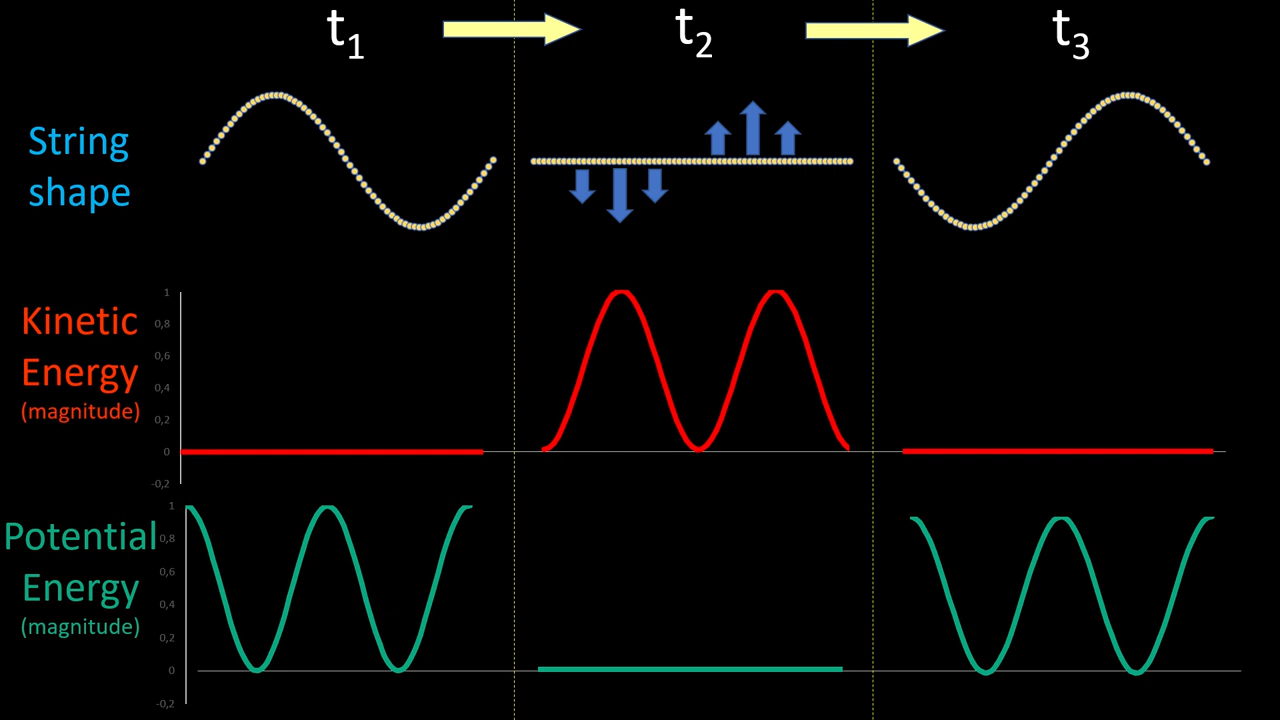 t1 t2 t3
String
shape
Kinetic
Energy
(magnitude)
1
0,8
0,6
0,4
0,2
0
-0,2
Potential
Energy
(magnitude)
1
0,8
0,6
0,4
0,2
0
-0,2